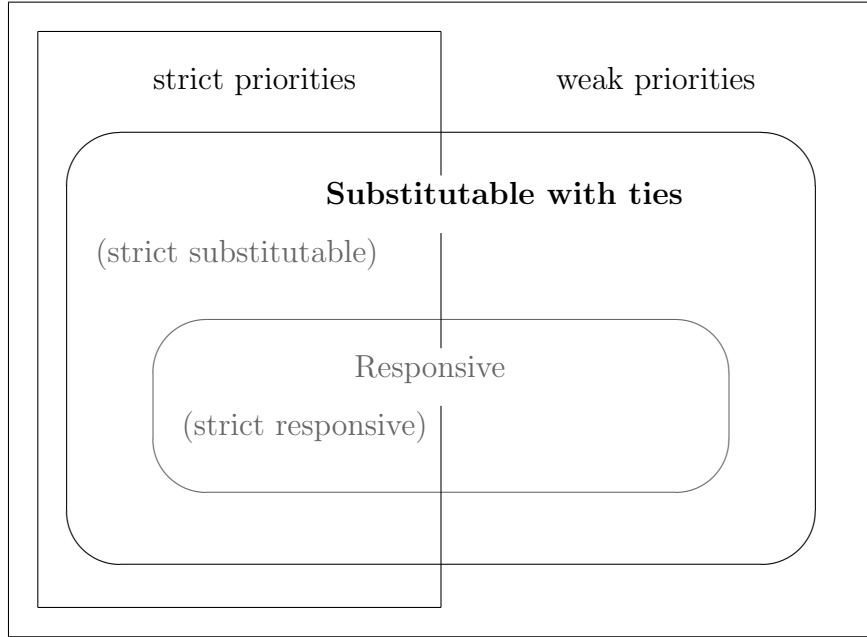 strict priorities
weak priorities
Substitutable with ties
(strict substitutable)
Responsive
(strict responsive)